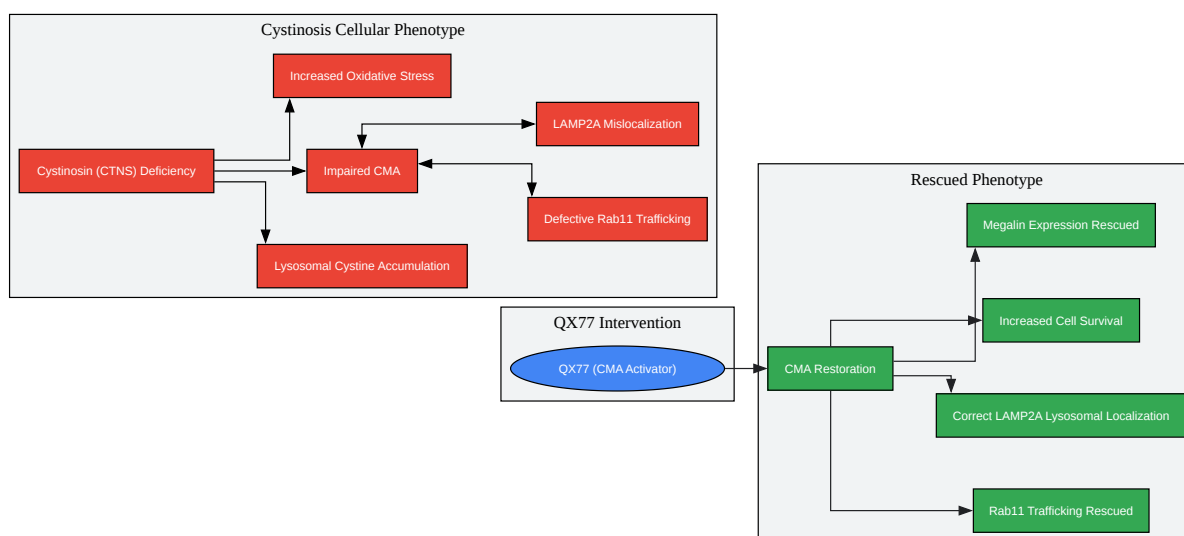 Cystinosis Cellular Phenotype
Increased Oxidative Stress
LAMP2A Mislocalization
Cystinosin (CTNS) Deficiency
Impaired CMA
Defective Rab11 Trafficking
Lysosomal Cystine Accumulation
QX77 Intervention
QX77 (CMA Activator)
Rescued Phenotype
Megalin Expression Rescued
Increased Cell Survival
CMA Restoration
Correct LAMP2A Lysosomal Localization
Rab11 Trafficking Rescued